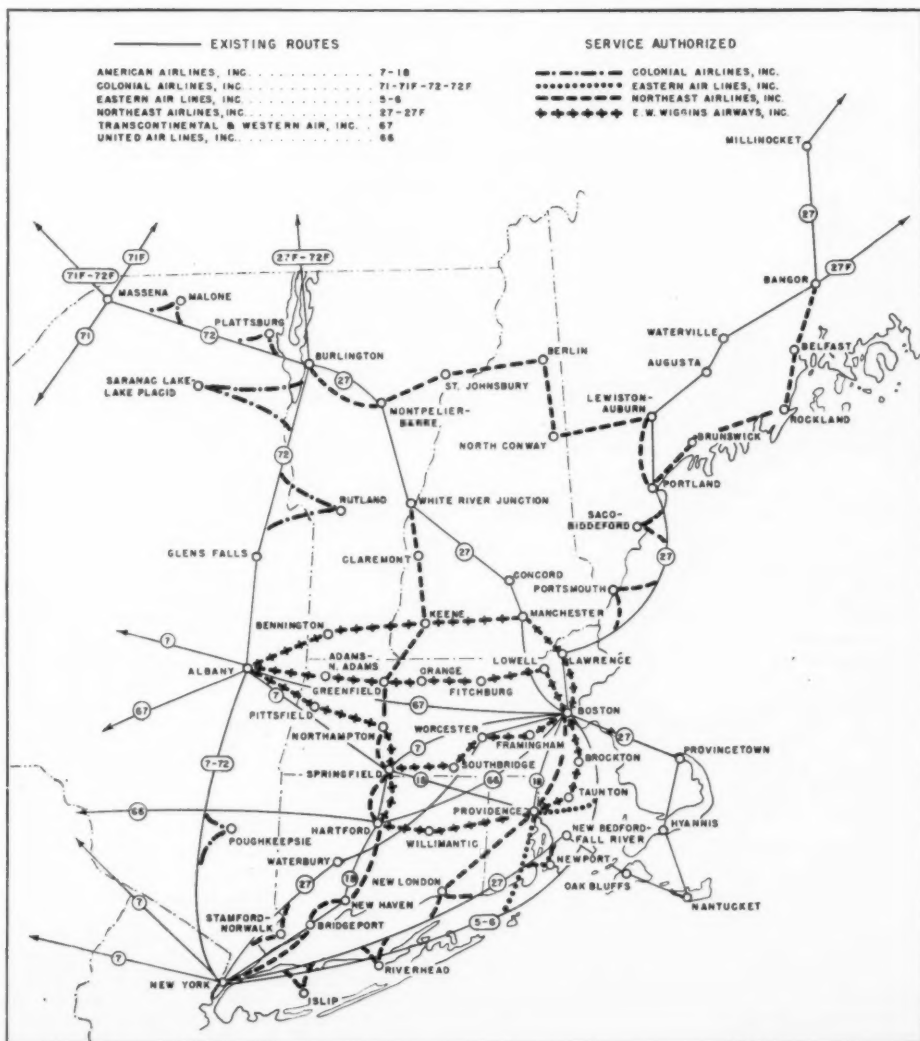 EXISTING ROUTES
AMERICAN AIRLINES, INC. 7-18
COLONIAL AIRLINES, INC. 71-71F-72-72F
EASTERN AIR LINES, INC. 5-6
NORTHEAST AIRLINES, INC. 27-27F
TRANSCONTINENTAL & WESTERN AIR, INC. 67
UNITED AIR LINES, INC. 66
SERVICE AUTHORIZED
COLONIAL AIRLINES, INC.
EASTERN AIR LINES, INC.
NORTHEAST AIRLINES, INC.
E.W. WIGGINS AIRWAYS, INC.
MILLINOCKET
27
71F
71F-72F
27F-72F
27F
BANGOR
MASSENA
MALONE
71
72
PLATTSBURG
WATERVILLE
BURLINGTON
BERLIN
BELFAST
AUGUSTA
SARANAC LAKE-
LAKE PLACID
27
ST. JOHNSBURY
MONTPELIER-
BARRE
LEWISTON-
AUBURN
ROCKLAND
NORTH CONWAY
BRUNSWICK
72
PORTLAND
RUTLAND
WHITE RIVER JUNCTION
SACO-
BIDDEFORD
GLENS FALLS
CLAREMONT
27
27
CONCORD
PORTSMOUTH
KEENE
MANCHESTER
BENNINGTON
7
ADAMS-
N. ADAMS
LOWELL
LAWRENCE
ALBANY
ORANGE
GREENFIELD
FITCHBURG
7
67
67
BOSTON
PITTSFIELD
WORCESTER
27
NORTHAMPTON
7
FRAMINGHAM
PROVINCETOWN
7-72
SOUTHBRIDGE
BROCKTON
SPRINGFIELD
18
66
18
TAUNTON
PROVIDENCE
66
HARTFORD
HYANNIS
POUGHKEEPSIE
WILLIMANTIC
NEW BEDFORD-
FALL RIVER
WATERBURY
NEWPORT
27
18
NEW LONDON
27
OAK BLUFFS
NANTUCKET
7
STAMFORD-
NORWALK
NEW HAVEN
5-6
BRIDGEPORT
7
RIVERHEAD
NEW YORK
ISLIP